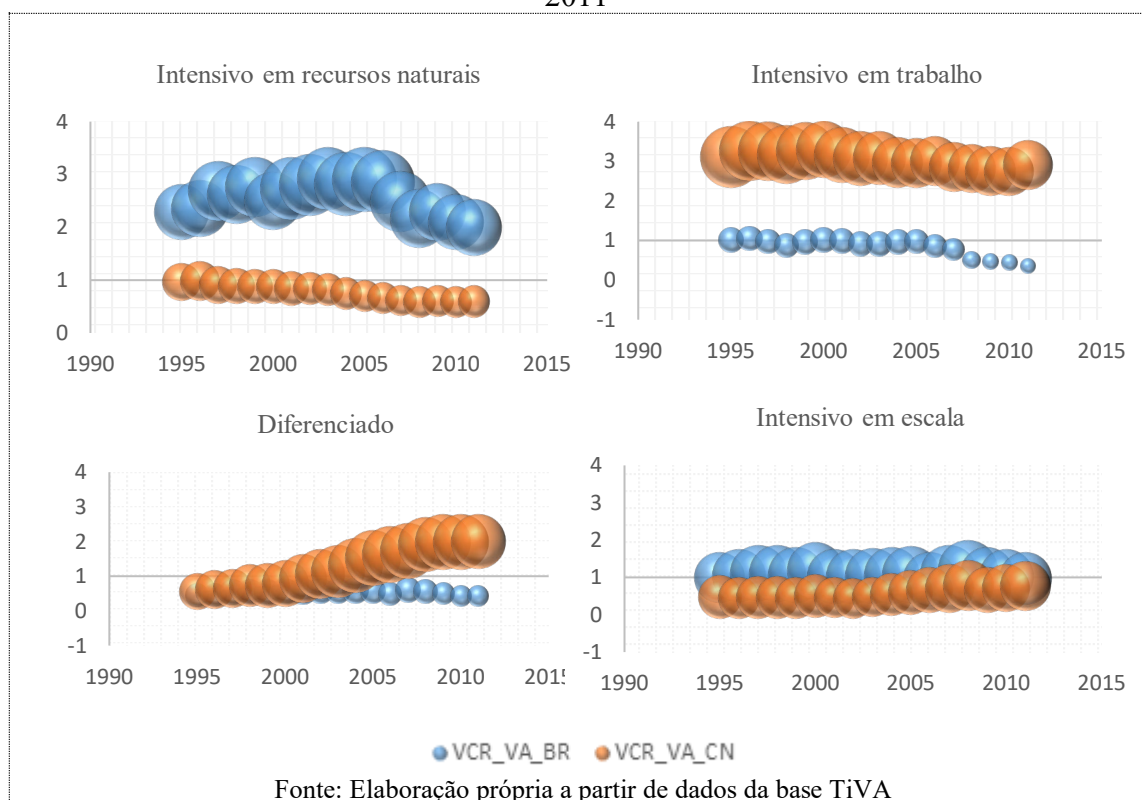 2011
Intensivo em recursos naturais
4
3
2
1
0
1990 1995 2000 2005 2010 2015
Intensivo em trabalho
4
3
2
1
0
-1
1990 1995 2000 2005 2010 2015
Diferenciado
4
3
2
1
0
-1
1990 1995 2000 2005 2010 2015
Intensivo em escala
4
3
2
1
0
-1
1990 1995 2000 2005 2010 2015
VCR_VA_BR VCR_VA_CN
Fonte: Elaboração própria a partir de dados da base TiVA